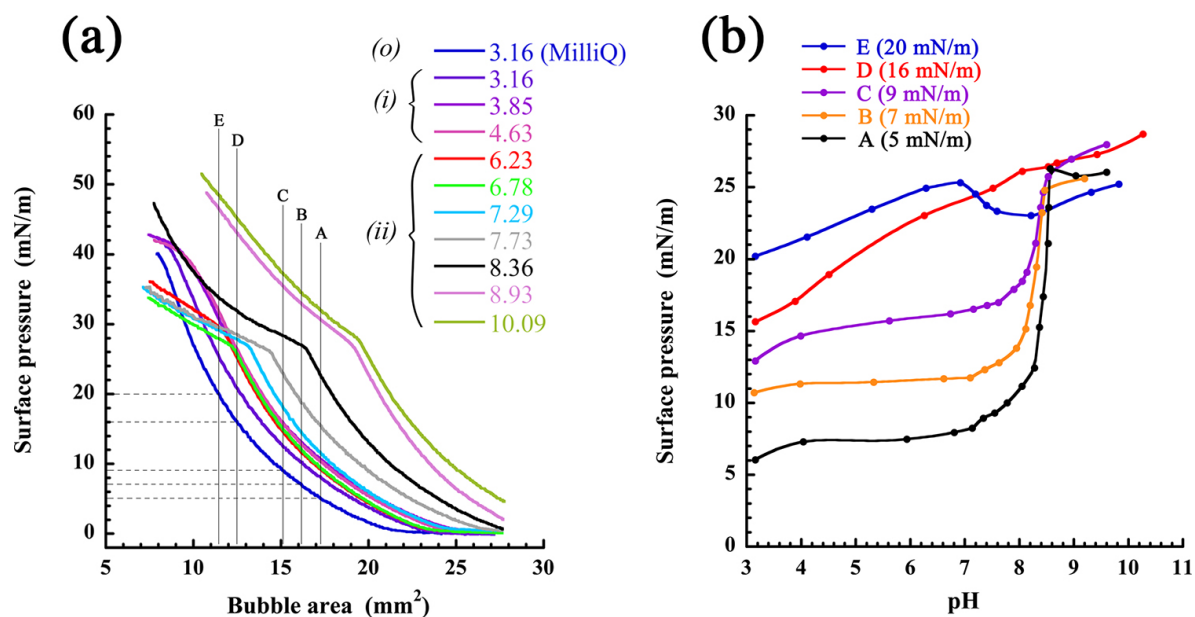 (a)
(o)
3.16 (MilliQ)
(i)
3.16
3.85
4.63
(ii)
6.23
6.78
7.29
7.73
8.36
8.93
10.09
E
D
C
B
A
60
50
40
30
20
10
0
5
10
15
20
25
30
Surface pressure (mN/m)
Bubble area (mm²)
(b)
E (20 mN/m)
D (16 mN/m)
C (9 mN/m)
B (7 mN/m)
A (5 mN/m)
30
25
20
15
10
5
0
3
4
5
6
7
8
9
10
11
Surface pressure (mN/m)
pH